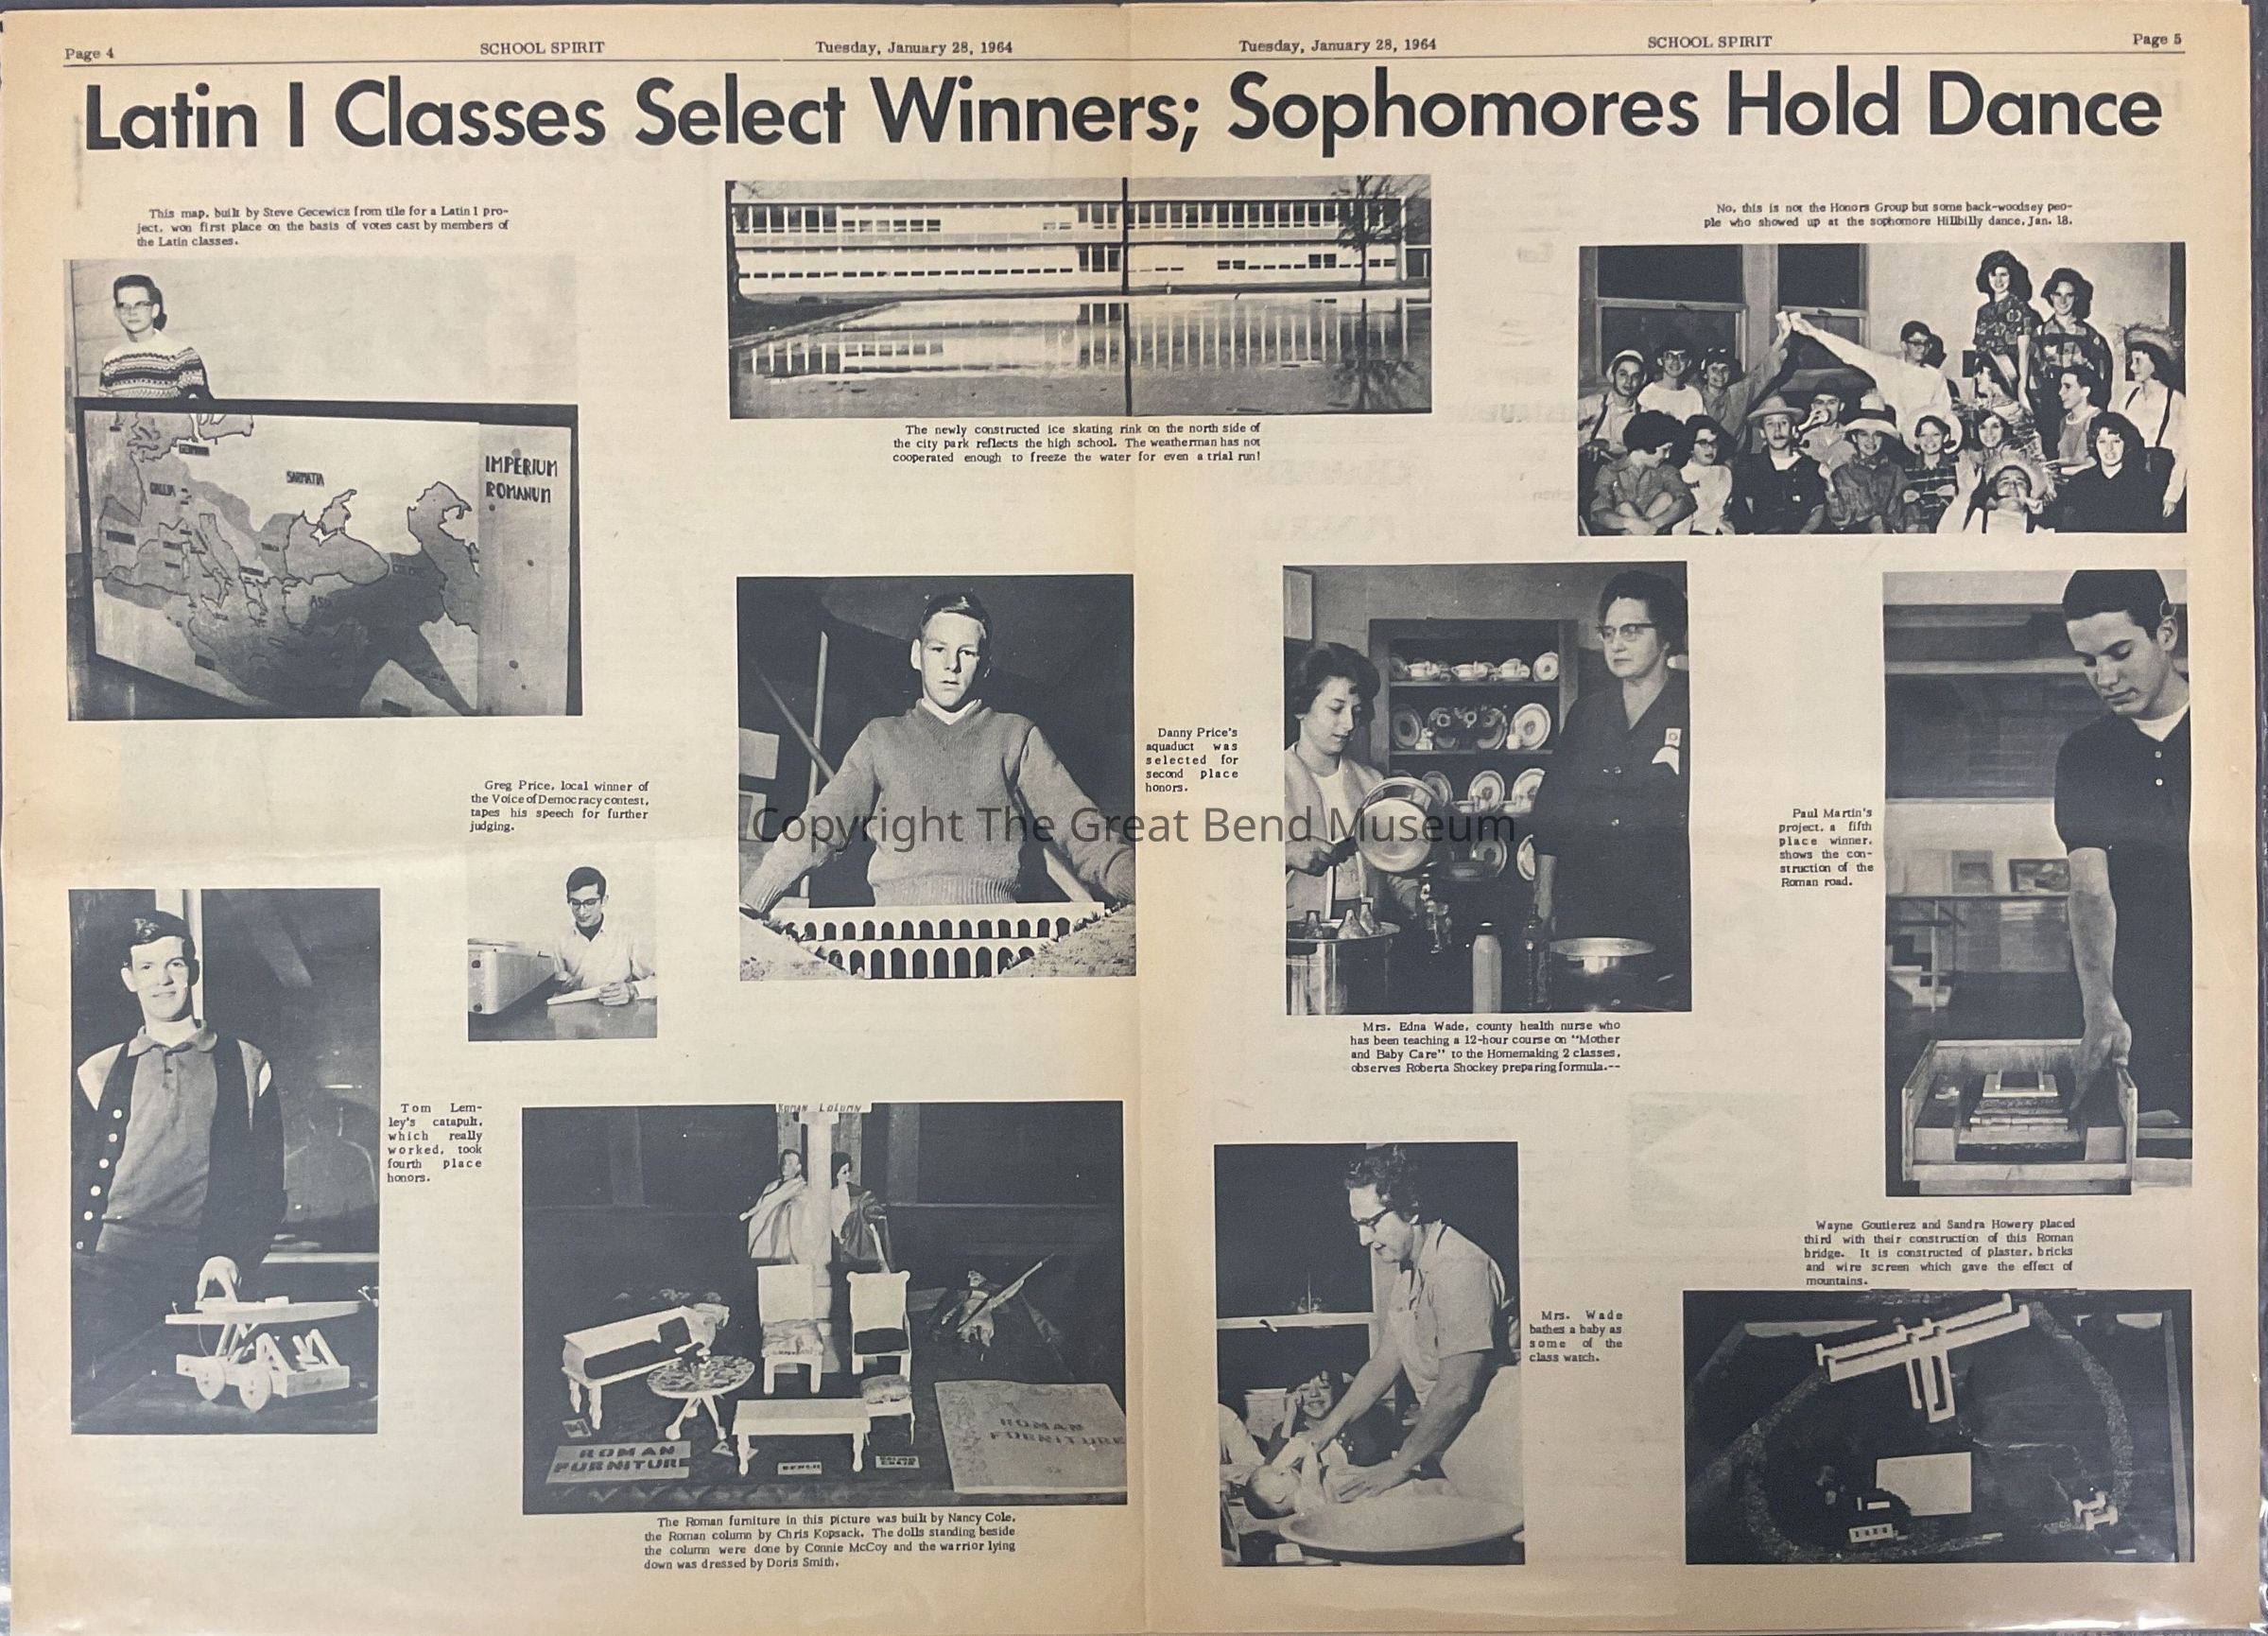 Page 4 SCHOOL SPIRIT Tuesday, January 28, 1964
Tuesday, January 28, 1964 SCHOOL SPIRIT Page 5
Latin I Classes Select Winners; Sophomores Hold Dance
This map, built by Steve Gecewicz from tile for a Latin I pro-
ject, won first place on the basis of votes cast by members of
the Latin classes.
IMPERIUM
ROMANUM
GERMANIA
SARMATIA
GALLIA
The newly constructed ice skating rink on the north side of
the city park reflects the high school. The weatherman has not
cooperated enough to freeze the water for even a trial run!
No, this is not the Honors Group but some back-woodsey peo-
ple who showed up at the sophomore Hillbilly dance, Jan. 18.
Greg Price, local winner of
the Voice of Democracy contest,
tapes his speech for further
judging.
Danny Price's
aquaduct was
selected for
second place
honors.
Copyright The Great Bend Museum
Paul Martin's
project, a fifth
place winner,
shows the con-
struction of the
Roman road.
Mrs. Edna Wade, county health nurse who
has been teaching a 12-hour course on "Mother
and Baby Care" to the Homemaking 2 classes,
observes Roberta Shockey preparing formula.--
Tom Lem-
ley's catapult,
which really
worked, took
fourth place
honors.
ROMAN COLUMN
ROMAN
FURNITURE
BENCH
ROMAN
FURNITURE
The Roman furniture in this picture was built by Nancy Cole,
the Roman column by Chris Kopsack. The dolls standing beside
the column were done by Connie McCoy and the warrior lying
down was dressed by Doris Smith.
Mrs. Wade
bathes a baby as
some of the
class watch.
Wayne Goutierez and Sandra Howery placed
third with their construction of this Roman
bridge. It is constructed of plaster, bricks
and wire screen which gave the effect of
mountains.